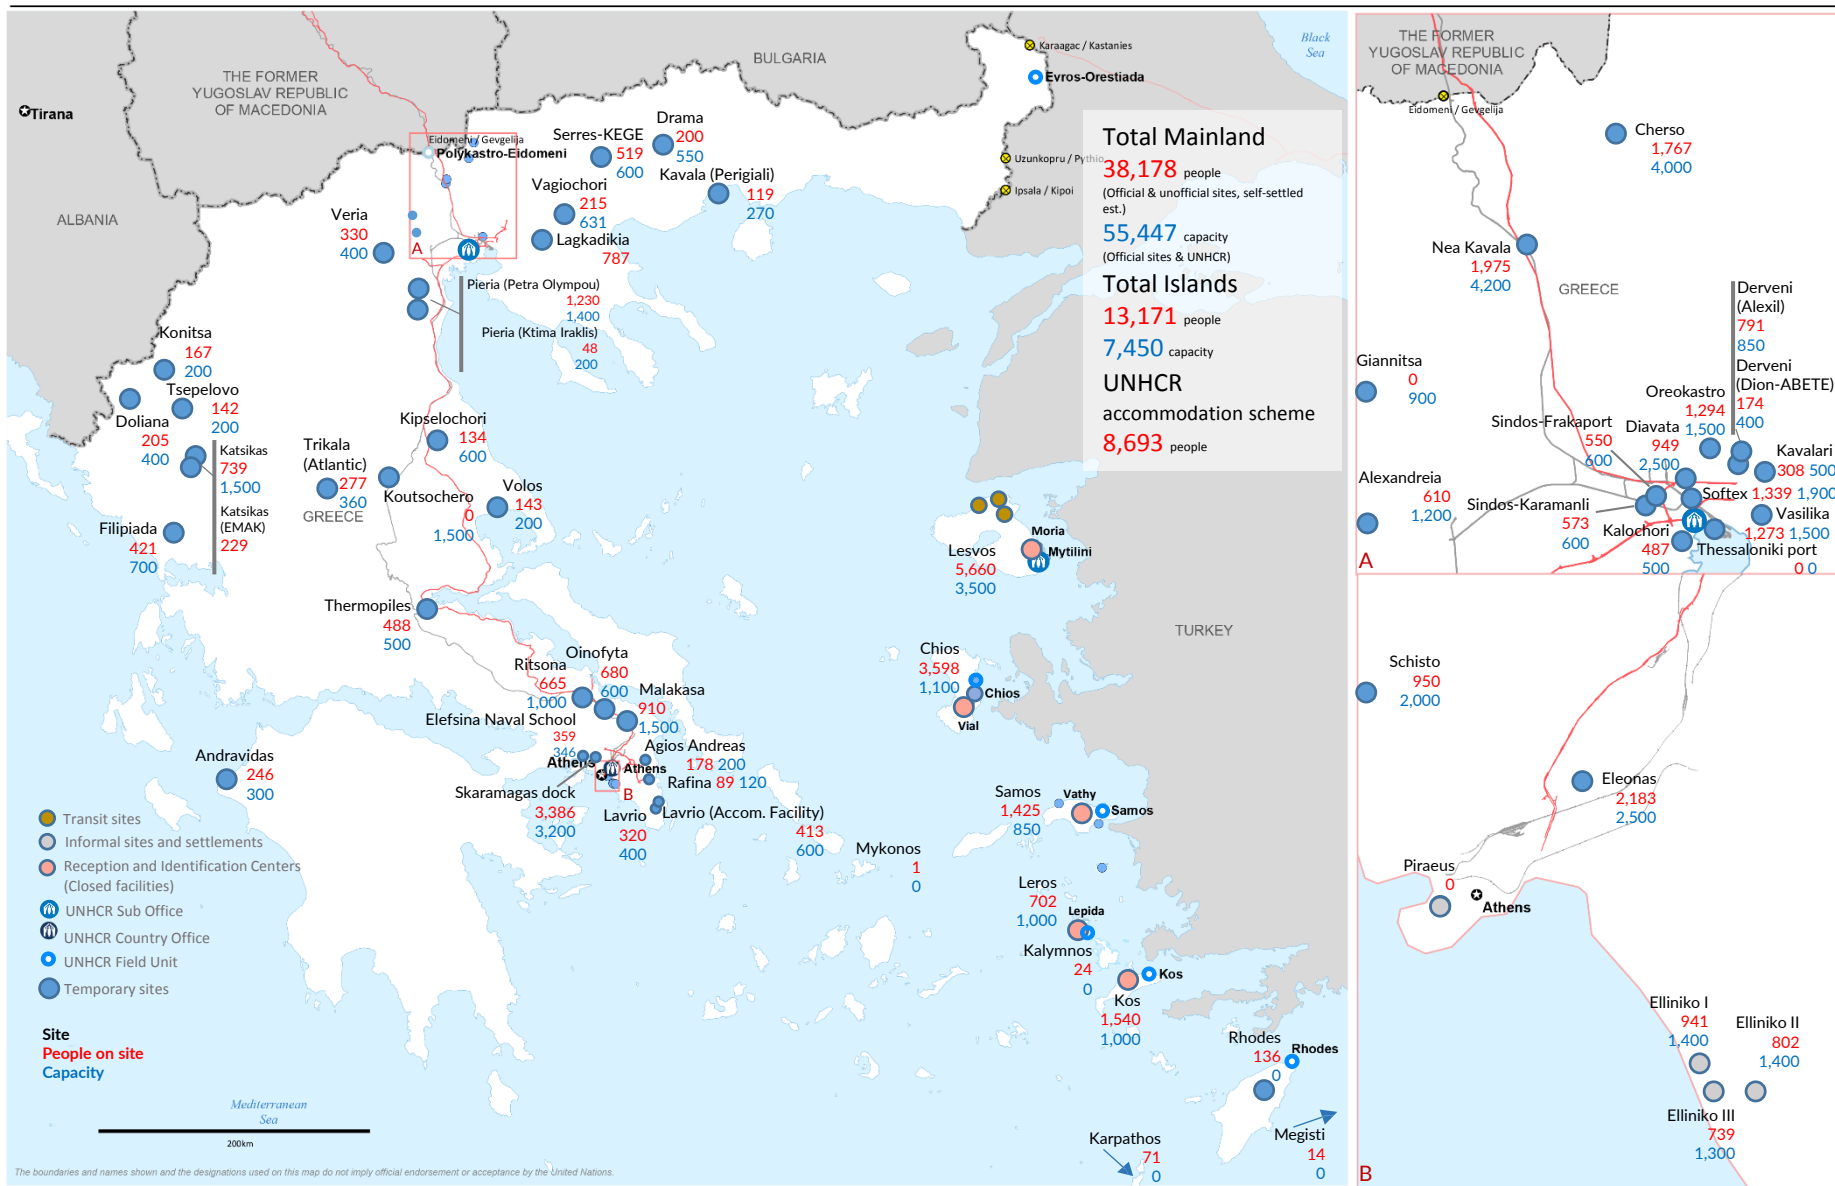 Black
Sea
BULGARIA
THE FORMER
YUGOSLAV REPUBLIC
OF MACEDONIA
Tirana
ALBANIA
Karaagac / Kastanies
Evros-Orestiada
Uzunkopru / Pythio
Ipsala / Kipoi
Eidomeni / Gevgelija
Polykastro-Eidomeni
A
Serres-KEGE
519
600
Drama
200
550
Kavala (Perigiali)
119
270
Vagiochori
215
631
Lagkadikia
787
Veria
330
400
Pieria (Petra Olympou)
1,230
1,400
Pieria (Ktima Iraklis)
48
200
Konitsa
167
200
Tsepelovo
142
200
Doliana
205
400
Katsikas
739
1,500
Katsikas
(EMAK)
229
Filipiada
421
700
Trikala
(Atlantic)
277
360
GREECE
Kipselochori
134
600
Koutsochero
0
1,500
Volos
143
200
Thermopiles
488
500
Ritsona
665
1,000
Oinofyta
680
600
Malakasa
910
1,500
Elefsina Naval School
359
346
Athens
Athens
B
Agios Andreas
178 200
Rafina 89 120
Skaramagas dock
3,386
3,200
Lavrio
320
400
Lavrio (Accom. Facility)
413
600
Andravidas
246
300
Mykonos
1
0
Total Mainland
38,178 people
(Official & unofficial sites, self-settled
est.)
55,447 capacity
(Official sites & UNHCR)
Total Islands
13,171 people
7,450 capacity
UNHCR
accommodation scheme
8,693 people
Moria
Mytilini
Lesvos
5,660
3,500
TURKEY
Chios
3,598
1,100
Chios
Vial
Samos
1,425
850
Vathy
Samos
Leros
702
1,000
Lepida
Kalymnos
24
0
Kos
Kos
1,540
1,000
Rhodes
136
0
Rhodes
Karpathos
71
0
Megisti
14
0
Transit sites
Informal sites and settlements
Reception and Identification Centers
(Closed facilities)
UNHCR Sub Office
UNHCR Country Office
UNHCR Field Unit
Temporary sites
Site
People on site
Capacity
Mediterranean
Sea
200km
The boundaries and names shown and the designations used on this map do not imply official endorsement or acceptance by the United Nations.
THE FORMER
YUGOSLAV REPUBLIC
OF MACEDONIA
Eidomeni / Gevgelija
Cherso
1,767
4,000
Nea Kavala
1,975
4,200
GREECE
Derveni
(Alexil)
791
850
Derveni
(Dion-ABETE)
174
400
Giannitsa
0
900
Oreokastro
1,294
1,500
Sindos-Frakaport
550
600
Diavata
949
2,500
Kavalari
308 500
Alexandreia
610
1,200
Sindos-Karamanli
573
600
Softex 1,339 1,900
Vasilika
1,273 1,500
Kalochori
487
500
Thessaloniki port
0 0
A
Schisto
950
2,000
Eleonas
2,183
2,500
Piraeus
0
Athens
Elliniko I
941
1,400
Elliniko II
802
1,400
Elliniko III
739
1,300
B